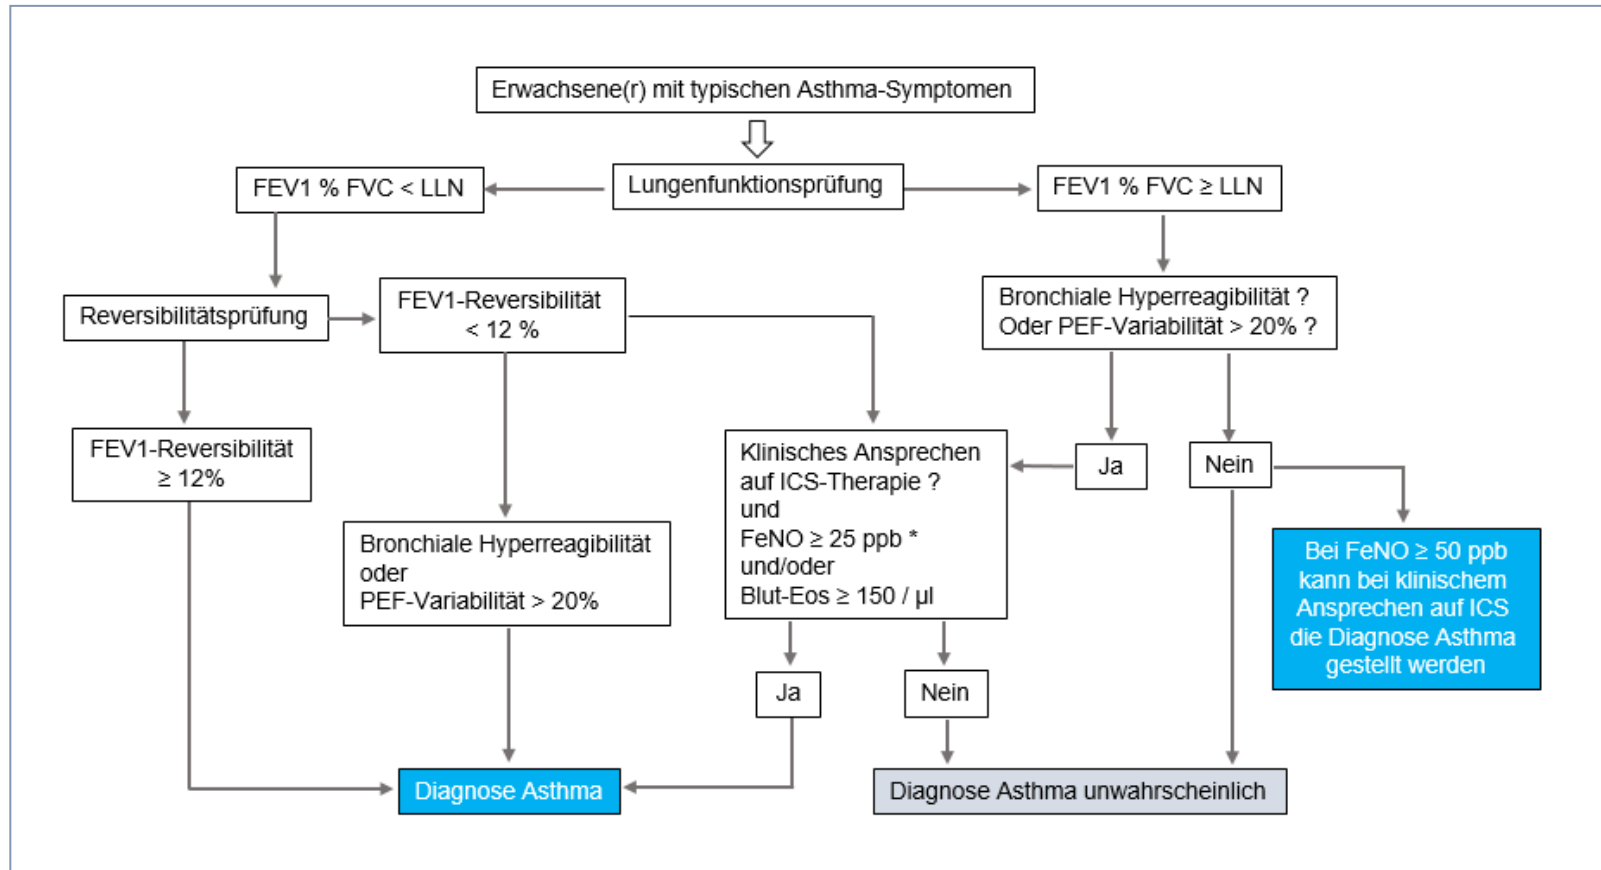 Erwachsene(r) mit typischen Asthma-Symptomen
FEV1 % FVC < LLN
Lungenfunktionsprüfung
FEV1 % FVC ≥ LLN
Reversibilitätsprüfung
FEV1-Reversibilität
< 12 %
Bronchiale Hyperreagibilität ?
Oder PEF-Variabilität > 20% ?
FEV1-Reversibilität
≥ 12%
Klinisches Ansprechen
auf ICS-Therapie ?
und
FeNO ≥ 25 ppb *
und/oder
Blut-Eos ≥ 150 / µl
Ja
Nein
Bronchiale Hyperreagibilität
oder
PEF-Variabilität > 20%
Bei FeNO ≥ 50 ppb
kann bei klinischem
Ansprechen auf ICS
die Diagnose Asthma
gestellt werden
Ja
Nein
Diagnose Asthma
Diagnose Asthma unwahrscheinlich